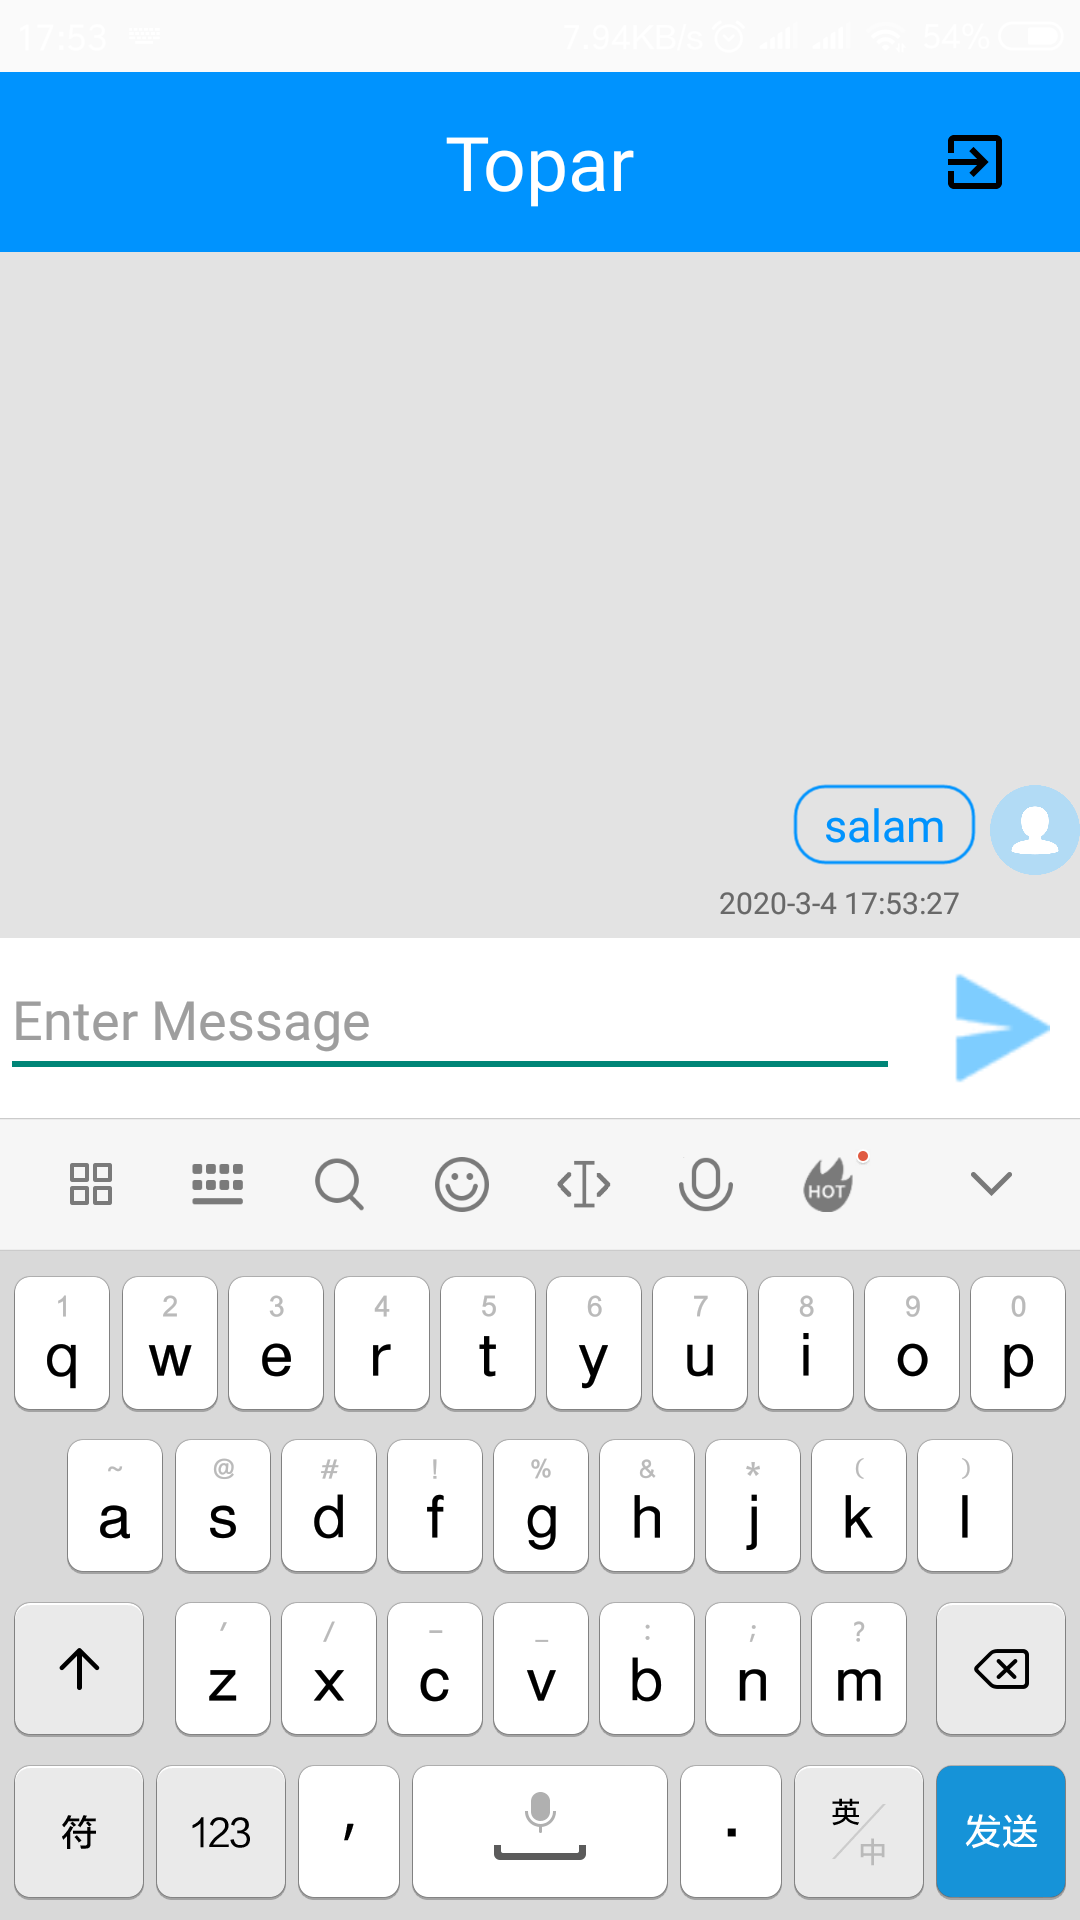 17:53 7.94KB/s 54%
Topar
salam
2020-3-4 17:53:27
Enter Message
HOT
1 2 3 4 5 6 7 8 9 0
q w e r t y u i o p
~ @ # ! % & * ( )
a s d f g h j k l
' / - _ : ; ?
z x c v b n m
符 123 , . 英/中 发送